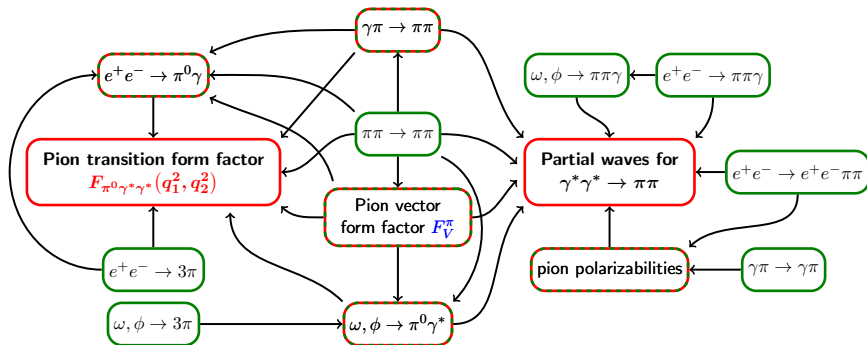 γπ → ππ
e⁺e⁻ → π⁰γ
ω, φ → ππγ
e⁺e⁻ → ππγ
ππ → ππ
Pion transition form factor
F_{π⁰γ*γ*}(q₁², q₂²)
Partial waves for
γ*γ* → ππ
e⁺e⁻ → e⁺e⁻ππ
Pion vector
form factor F_V^π
e⁺e⁻ → 3π
pion polarizabilities
γπ → γπ
ω, φ → 3π
ω, φ → π⁰γ*